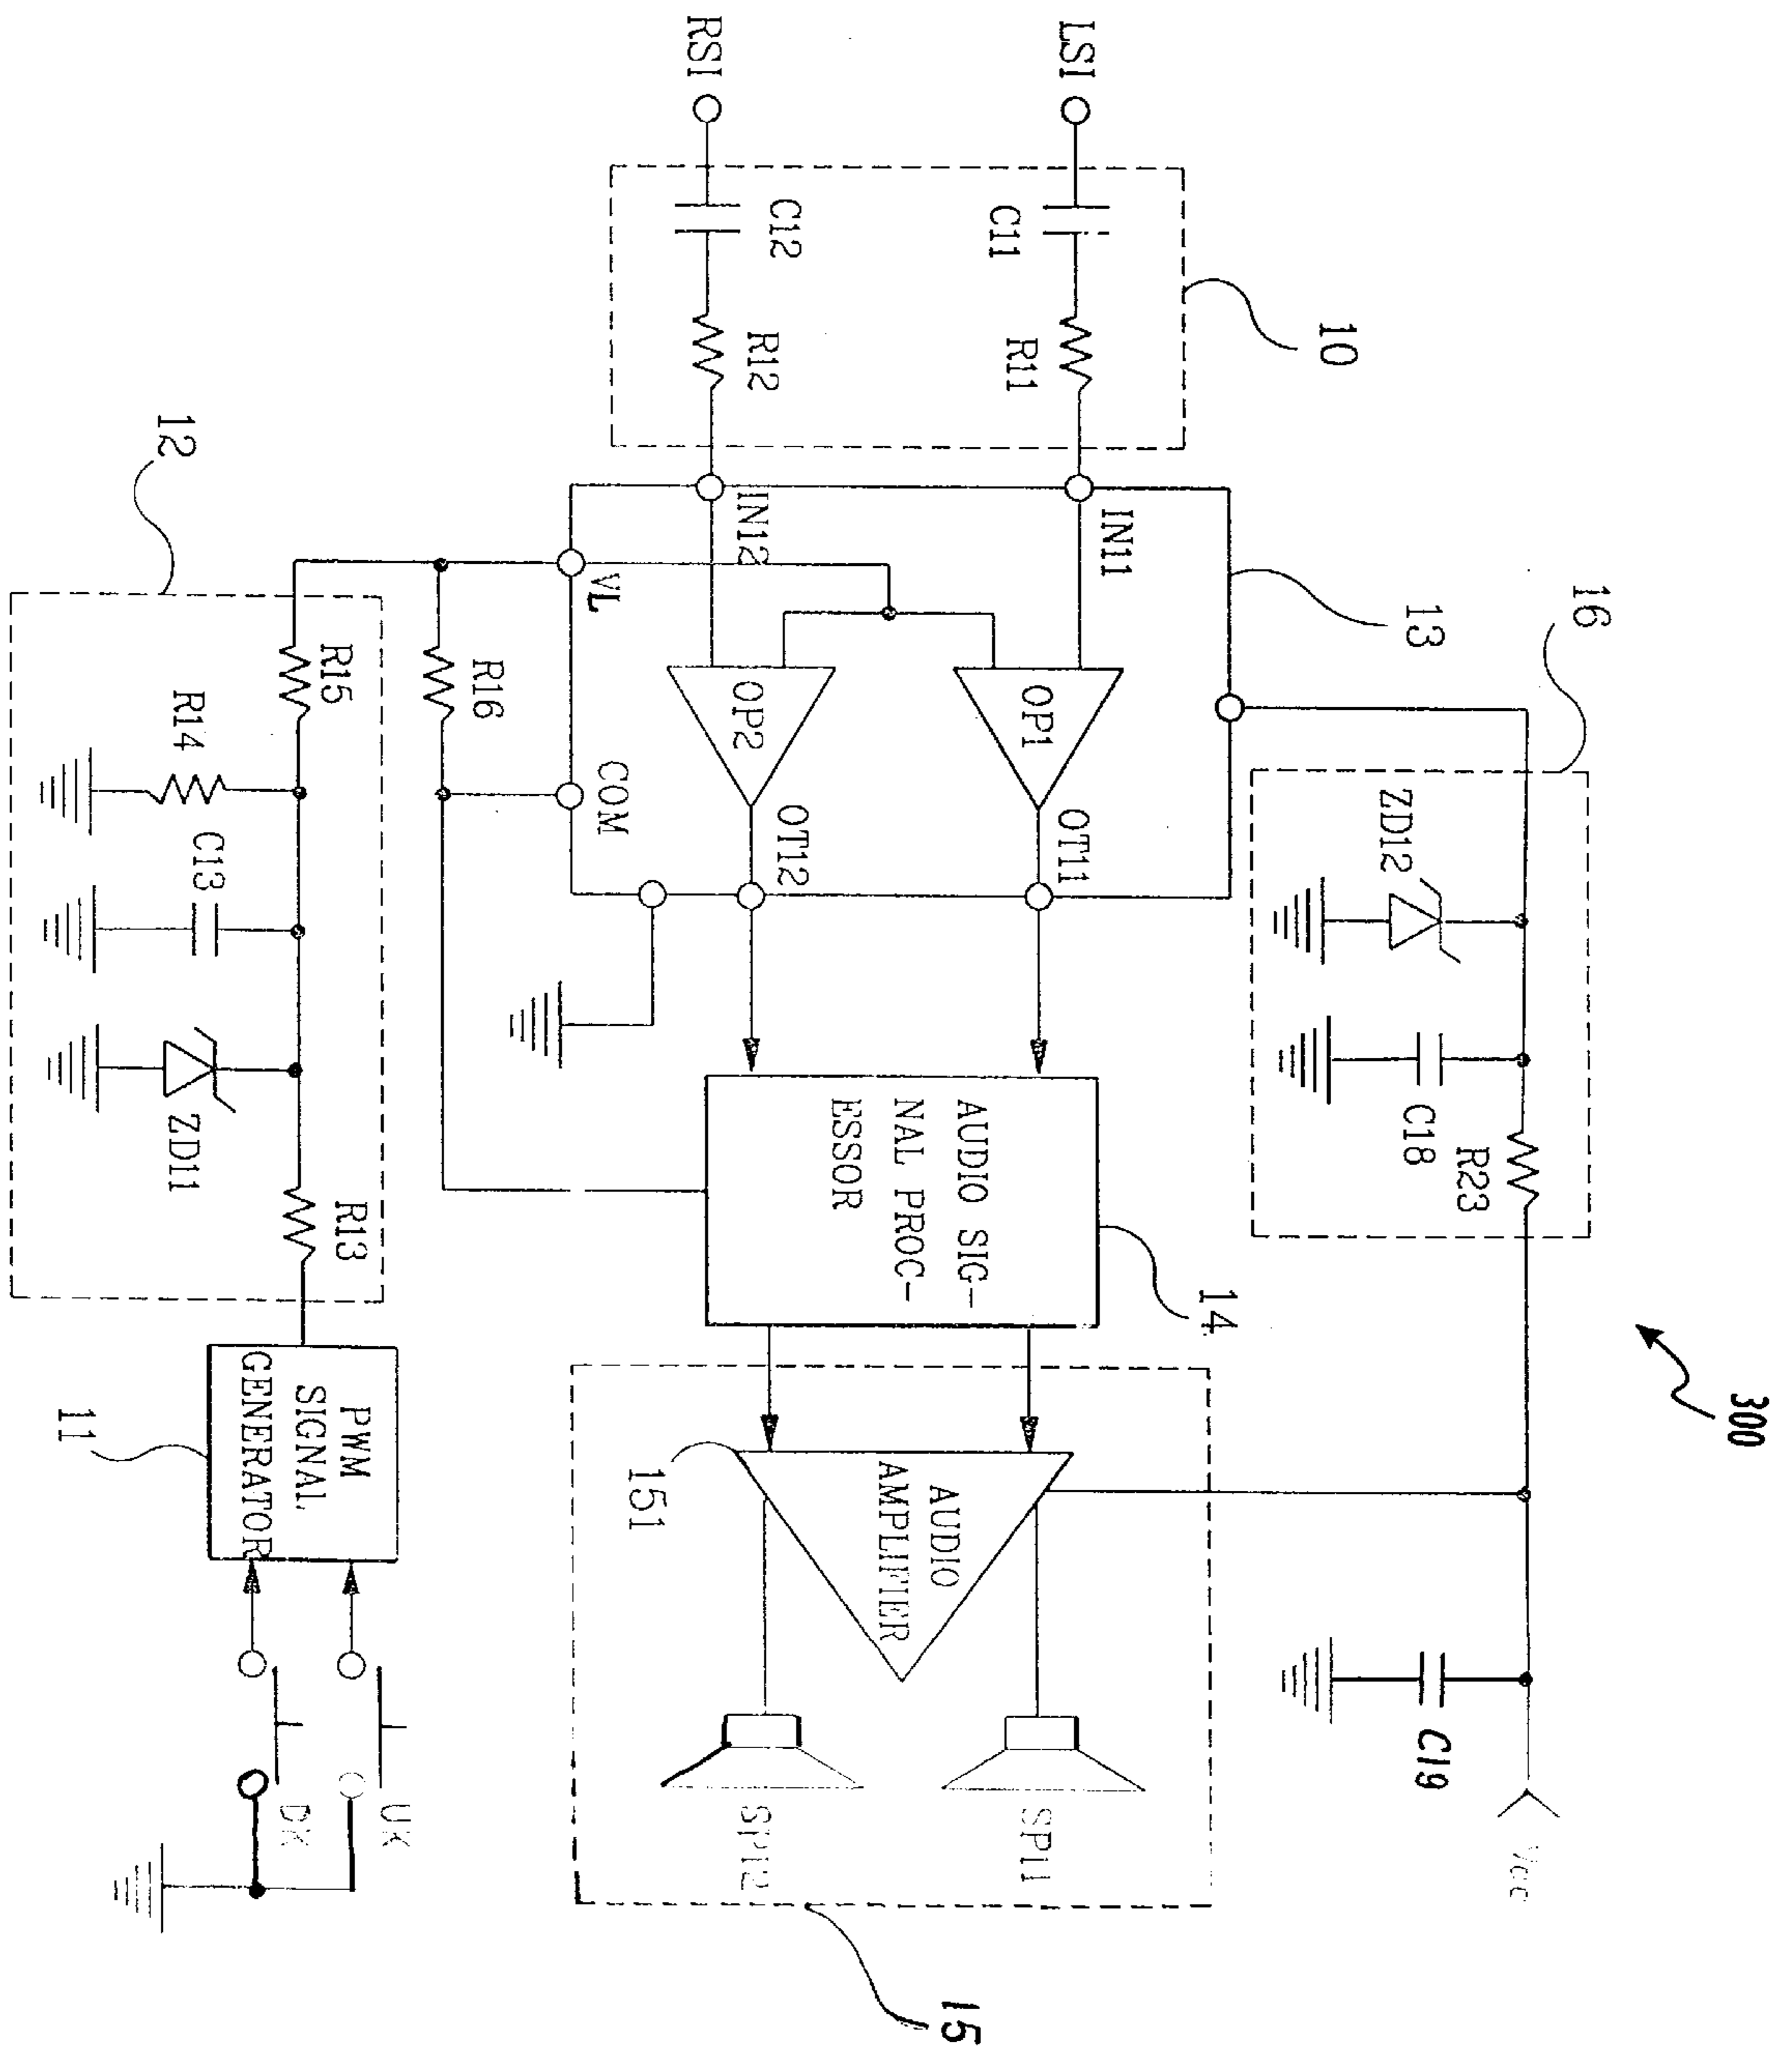 300
LSI
RSI
10
C11
R11
C12
R12
IN11
IN12
13
OP1
OP2
OT11
OT12
VL
COM
16
ZD12
C18
R23
C19
Vcc
14
AUDIO SIG-
NAL PROC-
ESSOR
15
151
AUDIO
AMPLIFIER
SP11
SP12
12
R16
R15
R14
C13
ZD11
R13
11
PWM
SIGNAL
GENERATOR
UK
DK